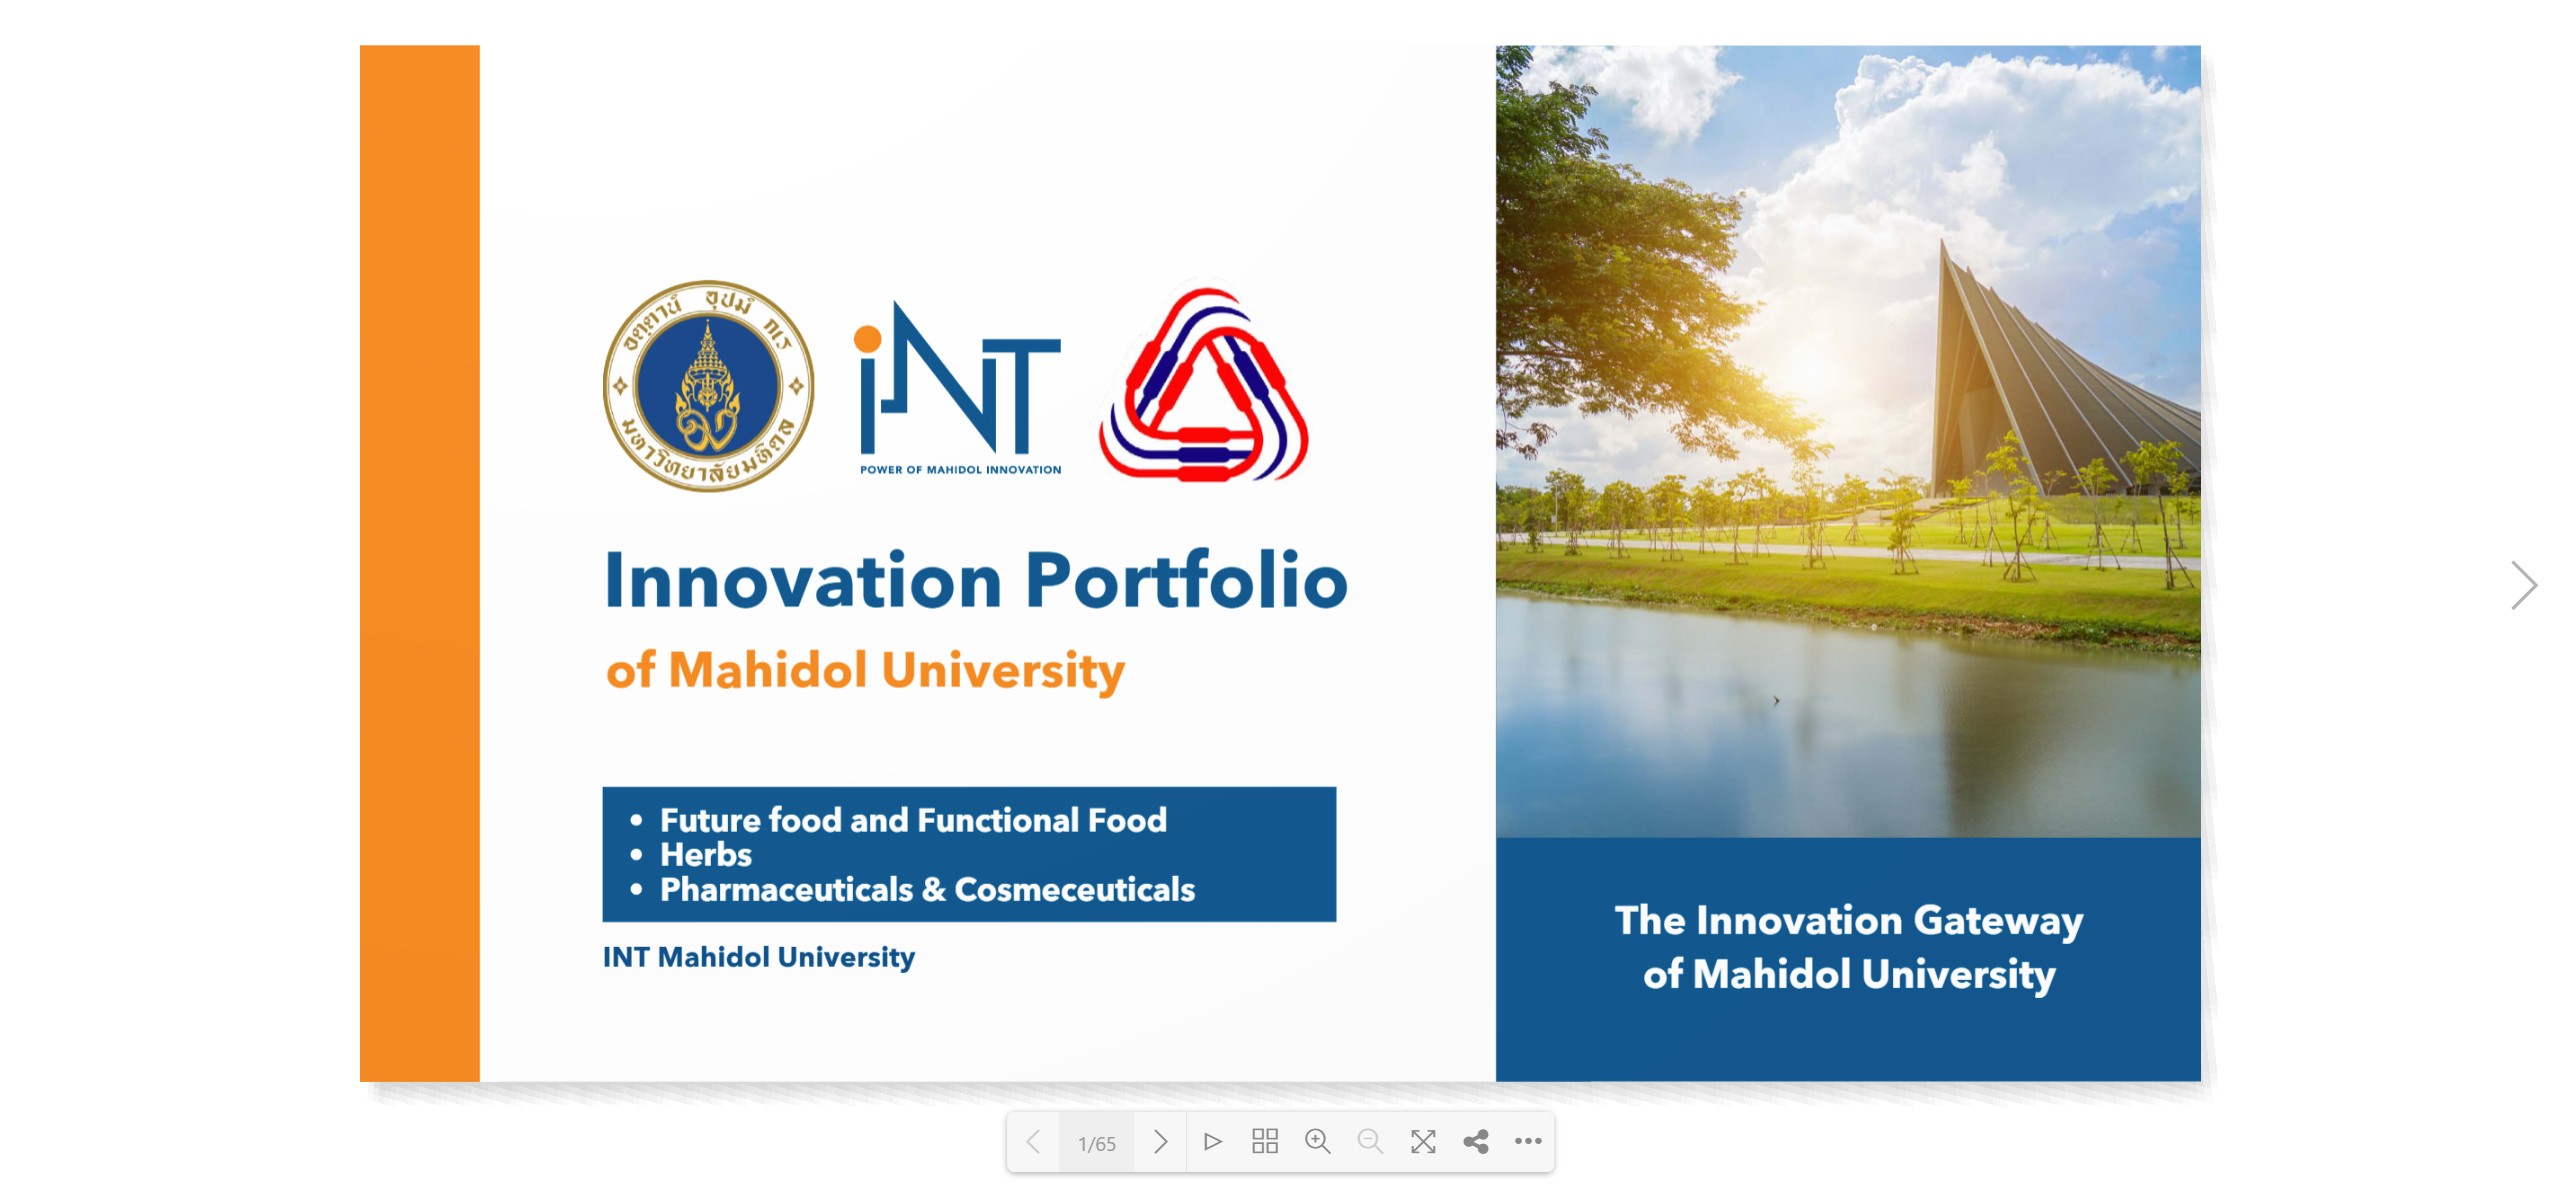 อตฺตานํ อุปมํ กเร
มหาวิทยาลัยมหิดล
iNT
POWER OF MAHIDOL INNOVATION
Innovation Portfolio
of Mahidol University
• Future food and Functional Food
• Herbs
• Pharmaceuticals & Cosmeceuticals
INT Mahidol University
The Innovation Gateway
of Mahidol University
1/65